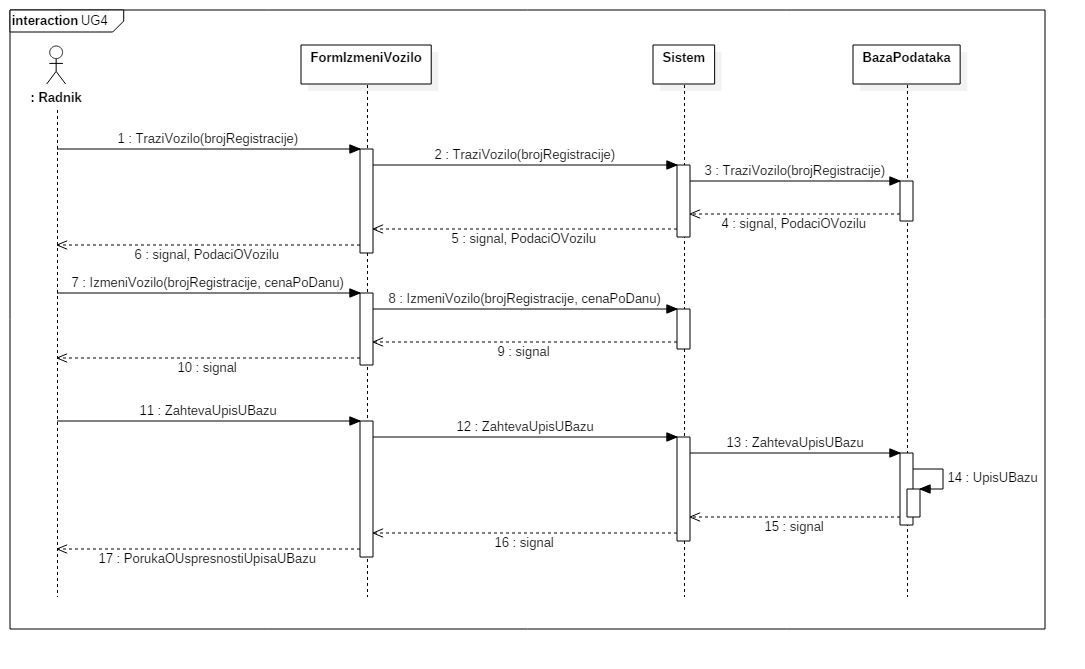 interaction UG4
: Radnik
FormIzmeniVozilo
Sistem
BazaPodataka
1 : TraziVozilo(brojRegistracije)
2 : TraziVozilo(brojRegistracije)
3 : TraziVozilo(brojRegistracije)
4 : signal, PodaciOVozilu
5 : signal, PodaciOVozilu
6 : signal, PodaciOVozilu
7 : IzmeniVozilo(brojRegistracije, cenaPoDanu)
8 : IzmeniVozilo(brojRegistracije, cenaPoDanu)
9 : signal
10 : signal
11 : ZahtevaUpisUBazu
12 : ZahtevaUpisUBazu
13 : ZahtevaUpisUBazu
14 : UpisUBazu
15 : signal
16 : signal
17 : PorukaOUspresnostiUpisaUBazu